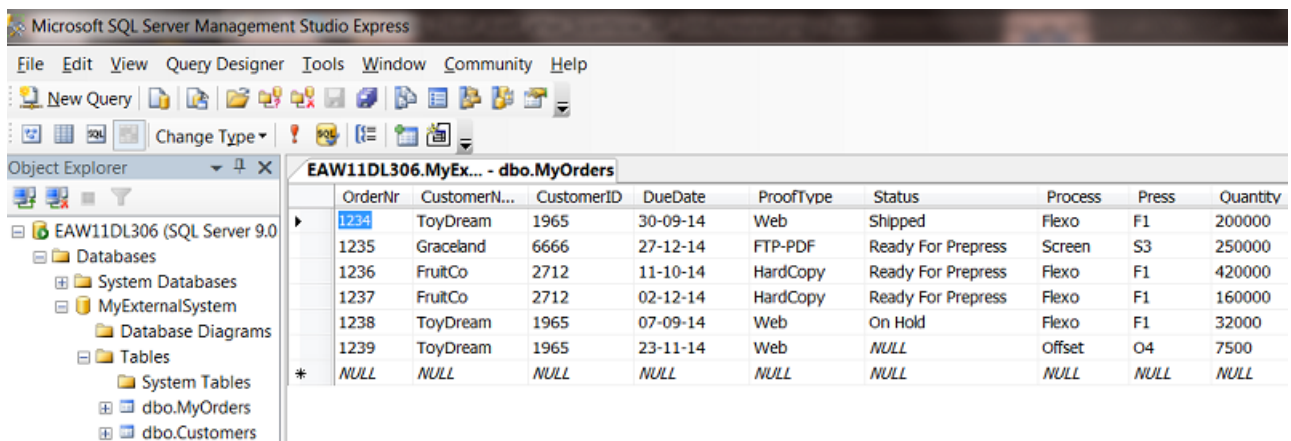 Microsoft SQL Server Management Studio Express
File Edit View Query Designer Tools Window Community Help
New Query
SQL Change Type SQL
Object Explorer
EAW11DL306.MyEx... - dbo.MyOrders
EAW11DL306 (SQL Server 9.0
Databases
System Databases
MyExternalSystem
Database Diagrams
Tables
System Tables
dbo.MyOrders
dbo.Customers
OrderNr CustomerN... CustomerID DueDate ProofType Status Process Press Quantity
1234 ToyDream 1965 30-09-14 Web Shipped Flexo F1 200000
1235 Graceland 6666 27-12-14 FTP-PDF Ready For Prepress Screen S3 250000
1236 FruitCo 2712 11-10-14 HardCopy Ready For Prepress Flexo F1 420000
1237 FruitCo 2712 02-12-14 HardCopy Ready For Prepress Flexo F1 160000
1238 ToyDream 1965 07-09-14 Web On Hold Flexo F1 32000
1239 ToyDream 1965 23-11-14 Web NULL Offset O4 7500
NULL NULL NULL NULL NULL NULL NULL NULL NULL